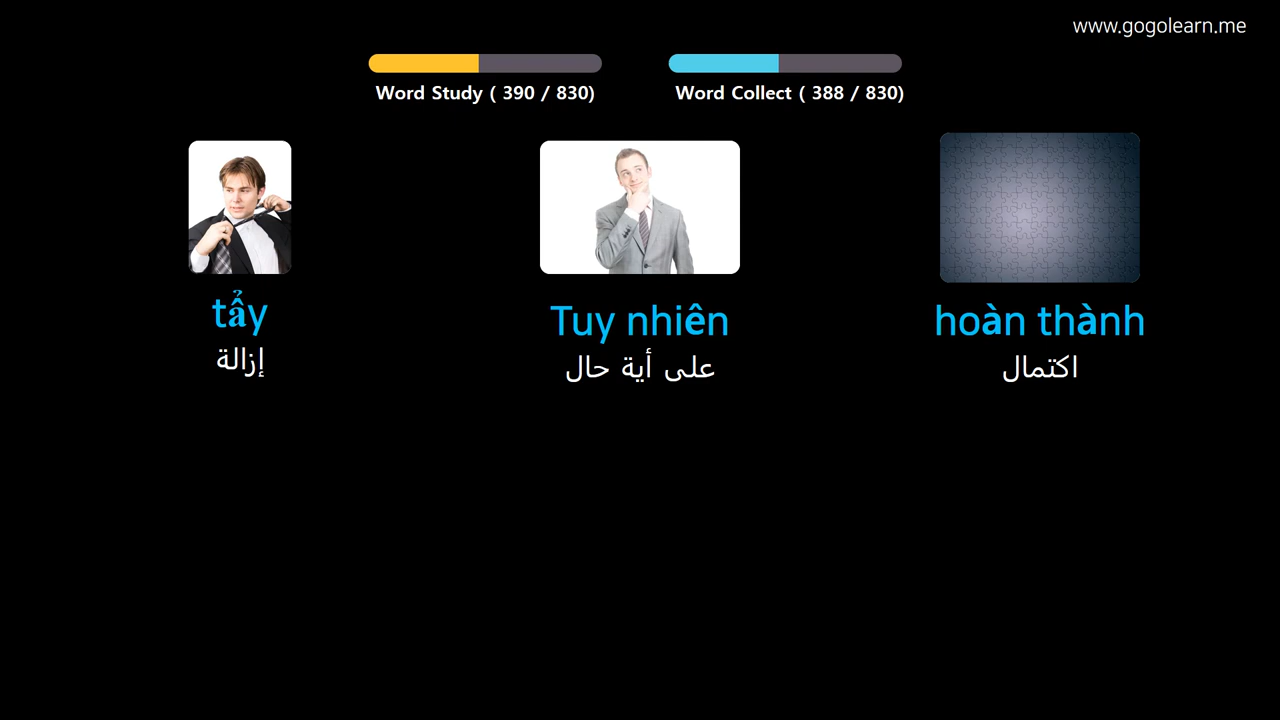 www.gogolearn.me
Word Study ( 390 / 830)
Word Collect ( 388 / 830)
tẩy
إزالة
Tuy nhiên
على أية حال
hoàn thành
اكتمال